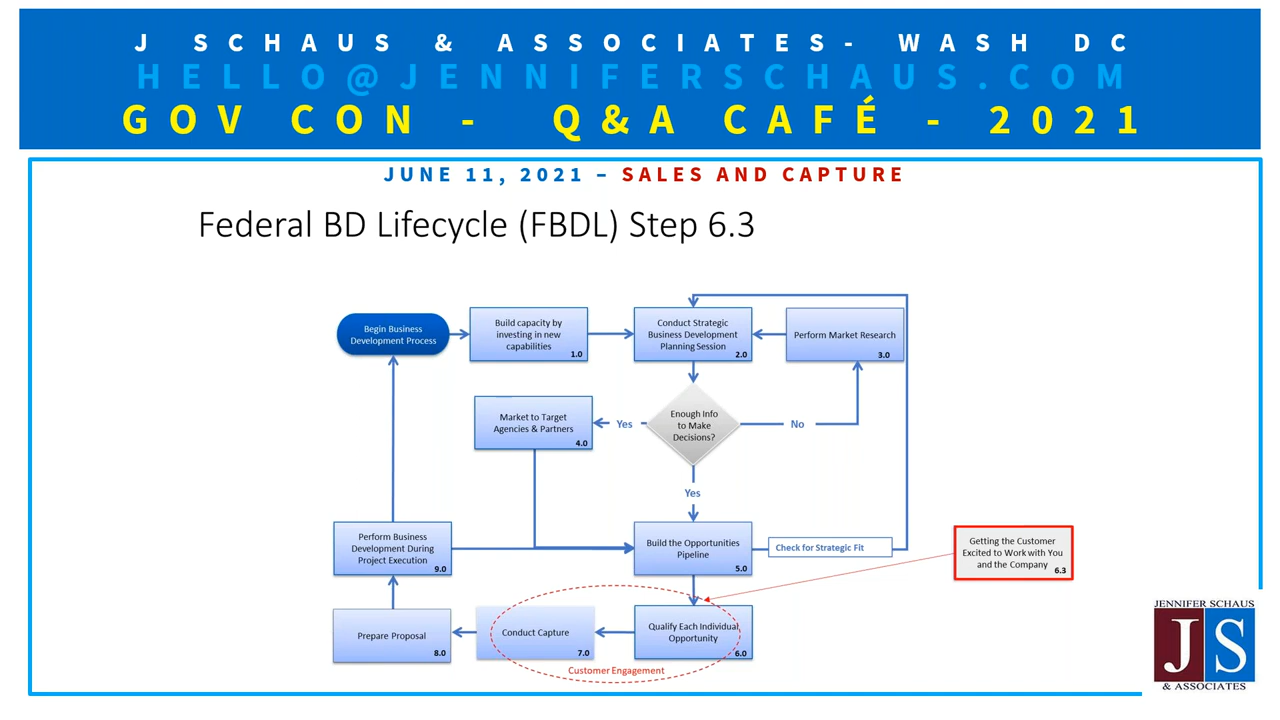 J SCHAUS & ASSOCIATES- WASH DC
HELLO@JENNIFERSCHAUS.COM
GOV CON - Q&A CAFÉ - 2021
JUNE 11, 2021 – SALES AND CAPTURE
Federal BD Lifecycle (FBDL) Step 6.3
Begin Business
Development Process
Build capacity by
investing in new
capabilities
1.0
Conduct Strategic
Business Development
Planning Session
2.0
Perform Market Research
3.0
Market to Target
Agencies & Partners
4.0
Yes
Enough Info
to Make
Decisions?
No
Yes
Perform Business
Development During
Project Execution
9.0
Build the Opportunities
Pipeline
5.0
Check for Strategic Fit
Getting the Customer
Excited to Work with You
and the Company
6.3
Prepare Proposal
8.0
Conduct Capture
7.0
Qualify Each Individual
Opportunity
6.0
Customer Engagement
JENNIFER SCHAUS
JS
& ASSOCIATES